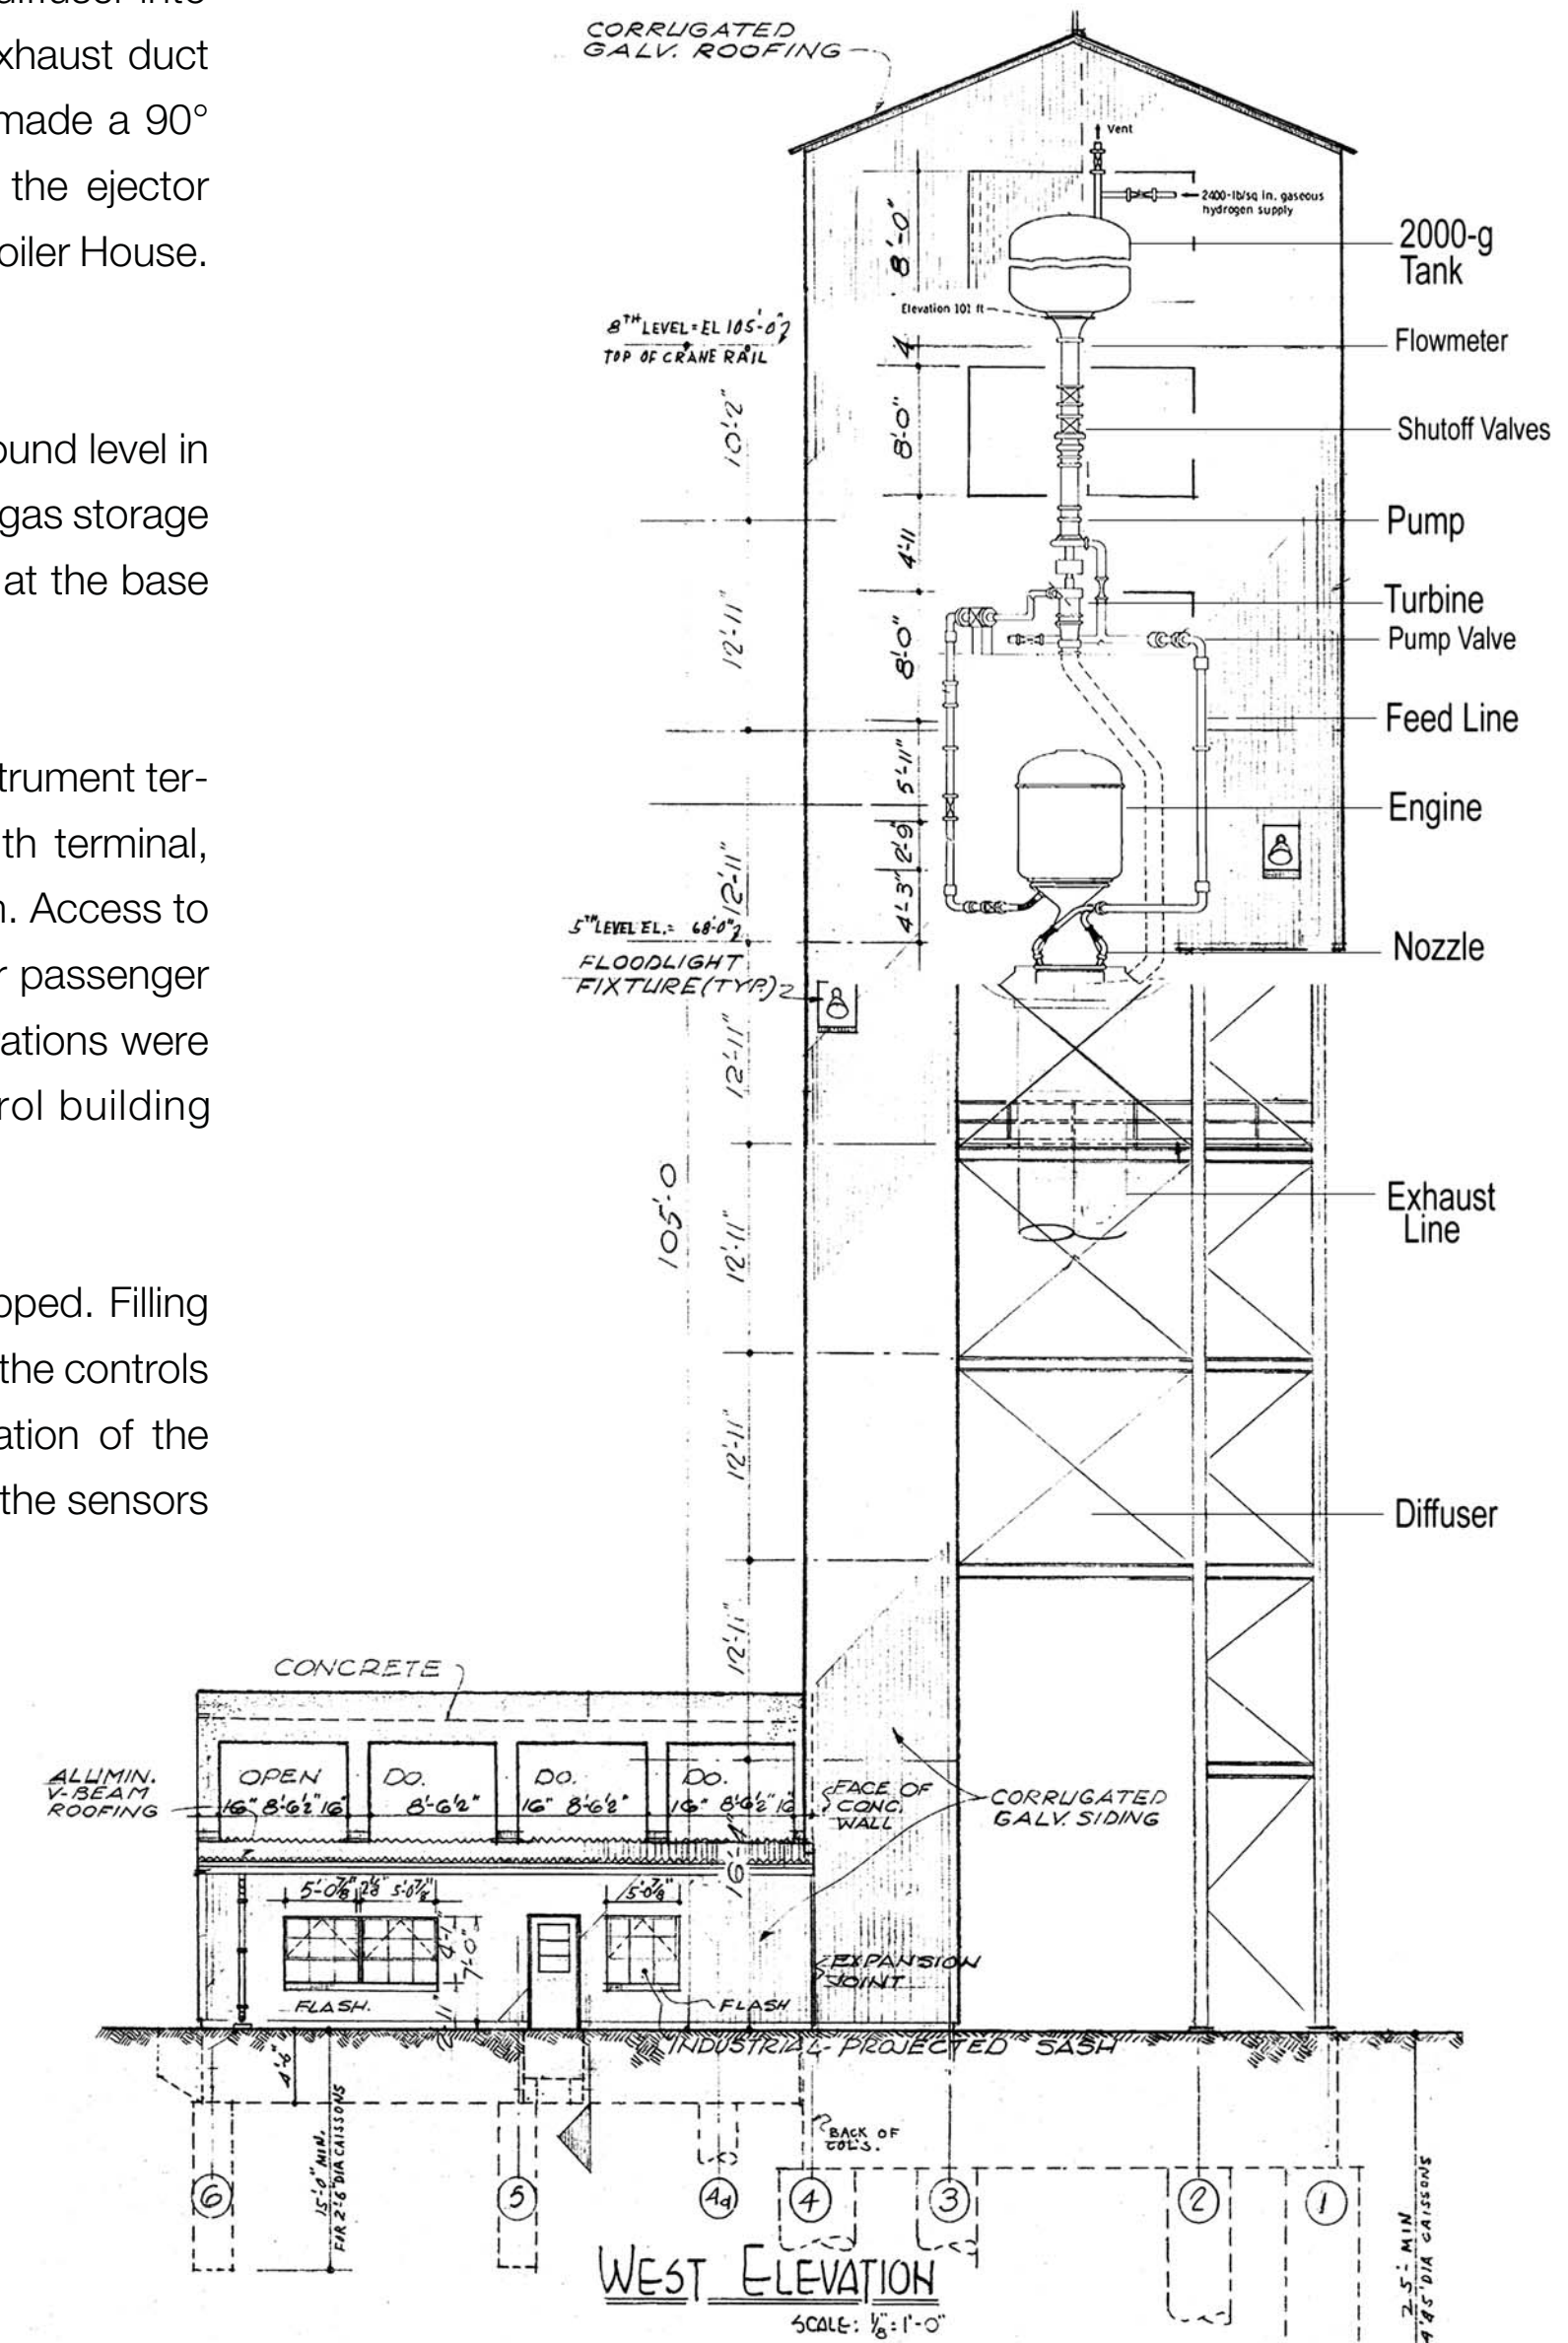 diffuser into
exhaust duct
made a 90°
the ejector
oiler House.
ound level in
gas storage
at the base
trument ter-
th terminal,
n. Access to
r passenger
ations were
rol building
pped. Filling
the controls
ation of the
the sensors
CORRUGATED
GALV. ROOFING
Vent
2400-lb/sq in. gaseous
hydrogen supply
8'-0"
2000-g
Tank
Elevation 101 ft
8TH LEVEL = EL 105'-0"
TOP OF CRANE RAIL
4
Flowmeter
10'-2"
8'-0"
Shutoff Valves
4'-11
Pump
12'-11"
8'-0"
Turbine
Pump Valve
Feed Line
5'-11"
Engine
2'-9"
12'-11"
4'-3"
5TH LEVEL EL. = 68'-0"
Nozzle
FLOODLIGHT
FIXTURE (TYP.)
12'-11"
105'-0
12'-11"
Exhaust
Line
12'-11"
Diffuser
12'-11"
CONCRETE
ALUMIN.
V-BEAM
ROOFING
OPEN
DO.
DO.
DO.
16" 8'-6½" 16"
8'-6½"
16" 8'-6½"
16" 8'-6½" 16
FACE OF
CONC.
WALL
CORRUGATED
GALV. SIDING
16'-4"
5'-0⅞"
5'-0⅞"
5'-0⅞"
4'-1"
7'-0"
2'-11"
FLASH.
FLASH
EXPANSION
JOINT
INDUSTRIAL-PROJECTED SASH
4'-6"
15'-0" MIN.
FOR 2'-6" DIA CAISSONS
BACK OF
COL'S.
6
5
4a
4
3
2
1
25'- MIN
DIA CAISSONS
WEST ELEVATION
SCALE: ⅛" = 1'-0"